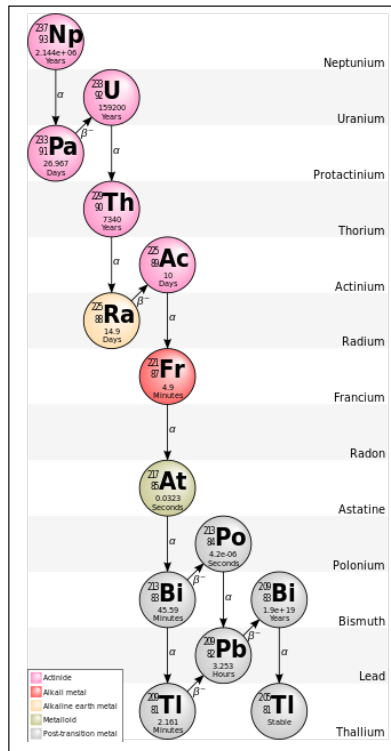 237
93
Np
2.144e+06
Years
Neptunium
α
233
92
U
159200
Years
Uranium
β⁻
233
91
Pa
26.967
Days
α
Protactinium
229
90
Th
7340
Years
Thorium
α
225
89
Ac
10
Days
Actinium
β⁻
225
88
Ra
14.9
Days
α
Radium
221
87
Fr
4.9
Minutes
Francium
α
Radon
217
85
At
0.0323
Seconds
Astatine
α
213
84
Po
4.2e-06
Seconds
Polonium
β⁻
213
83
Bi
45.59
Minutes
α
209
83
Bi
1.9e+19
Years
Bismuth
α
β⁻
209
82
Pb
3.253
Hours
α
Lead
β⁻
209
81
Tl
2.161
Minutes
205
81
Tl
Stable
Thallium
Actinide
Alkali metal
Alkaline earth metal
Metalloid
Post-transition metal